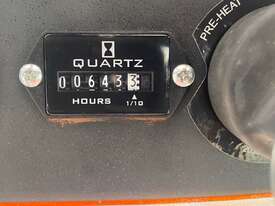 QUARTZ
006433
HOURS 1/10
PRE-HEAT